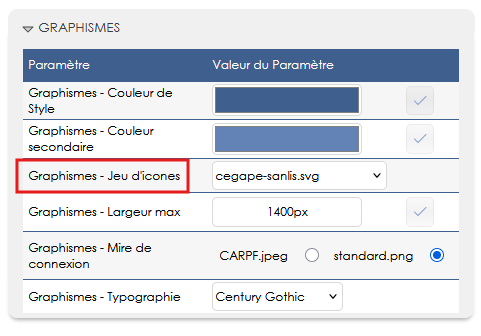 GRAPHISMES
Paramètre Valeur du Paramètre
Graphismes - Couleur de
Style
Graphismes - Couleur
secondaire
Graphismes - Jeu d'icones cegape-sanlis.svg
Graphismes - Largeur max 1400px
Graphismes - Mire de
connexion CARPF.jpeg standard.png
Graphismes - Typographie Century Gothic